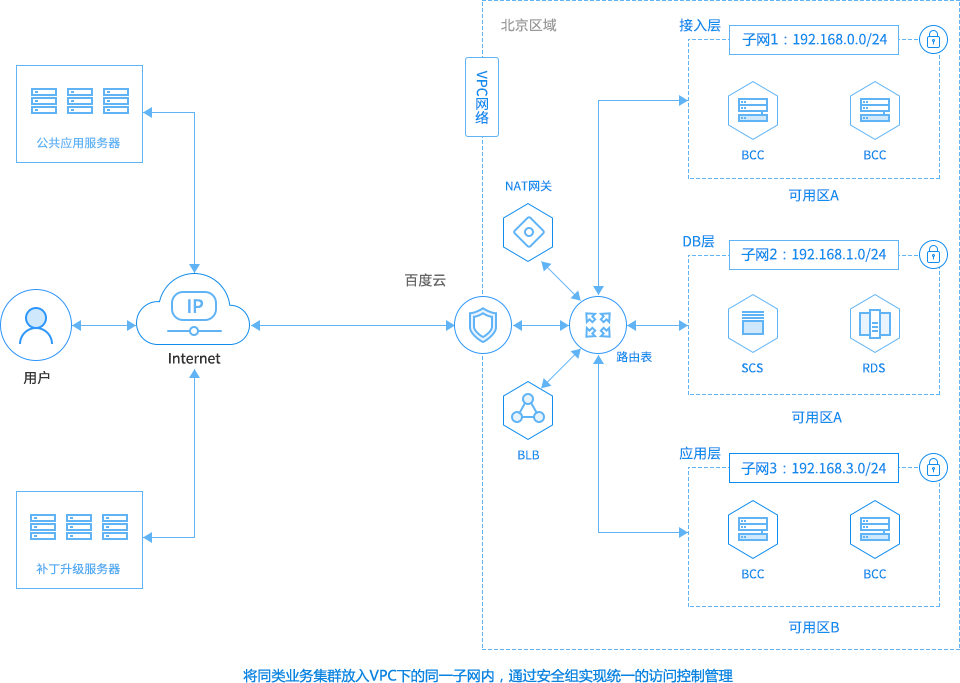 北京区域
接入层
子网1：192.168.0.0/24
VPC网络
公共应用服务器
BCC
BCC
NAT网关
可用区A
DB层
子网2：192.168.1.0/24
百度云
IP
Internet
用户
路由表
SCS
RDS
可用区A
BLB
应用层
子网3：192.168.3.0/24
补丁升级服务器
BCC
BCC
可用区B
将同类业务集群放入VPC下的同一子网内，通过安全组实现统一的访问控制管理